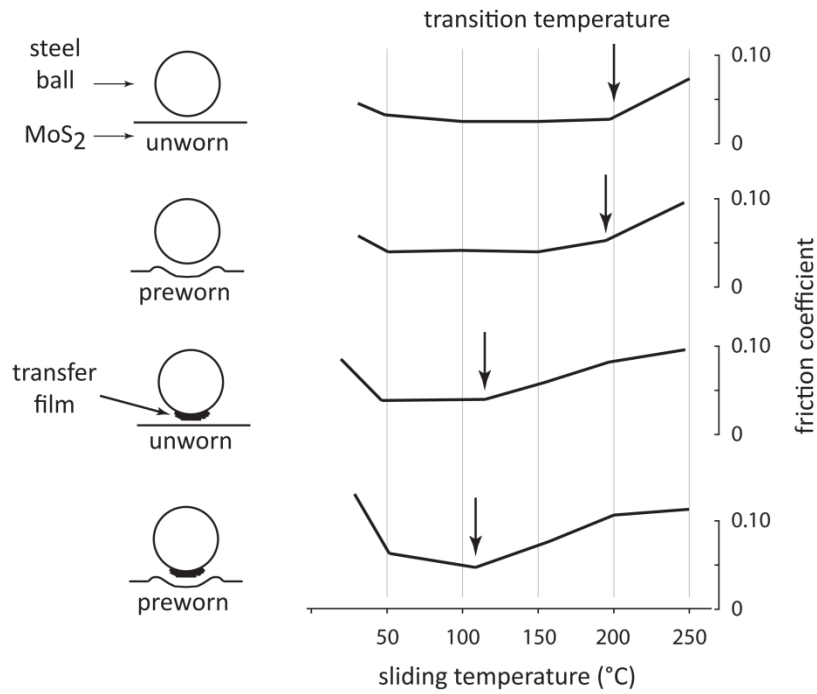 transition temperature
steel
ball
MoS2
unworn
0.10
0
preworn
0.10
0
transfer
film
unworn
0.10
0
preworn
0.10
0
friction coefficient
50 100 150 200 250
sliding temperature (°C)